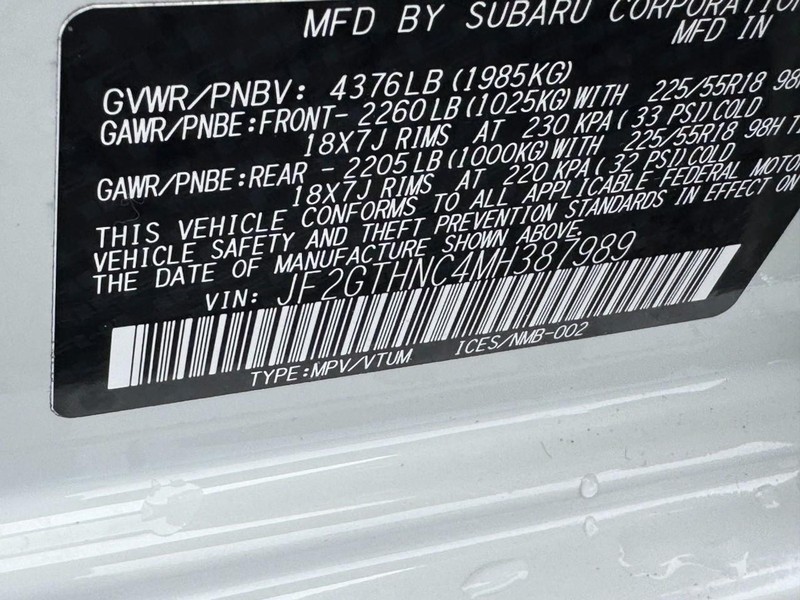 MFD BY SUBARU CORPORATION
MFD IN
GVWR/PNBV: 4376LB(1985KG)
GAWR/PNBE:FRONT- 2260LB(1025KG)WITH 225/55R18 98H
18X7J RIMS AT 230 KPA( 33 PSI)COLD
GAWR/PNBE:REAR - 2205LB(1000KG)WITH 225/55R18 98H
18X7J RIMS AT 220 KPA( 32 PSI)COLD
THIS VEHICLE CONFORMS TO ALL APPLICABLE FEDERAL MOTOR
VEHICLE SAFETY AND THEFT PREVENTION STANDARDS IN EFFECT ON
THE DATE OF MANUFACTURE SHOWN ABOVE.
VIN: JF2GTHNC4MH387989
TYPE:MPV/VTUM ICES/NMB-002